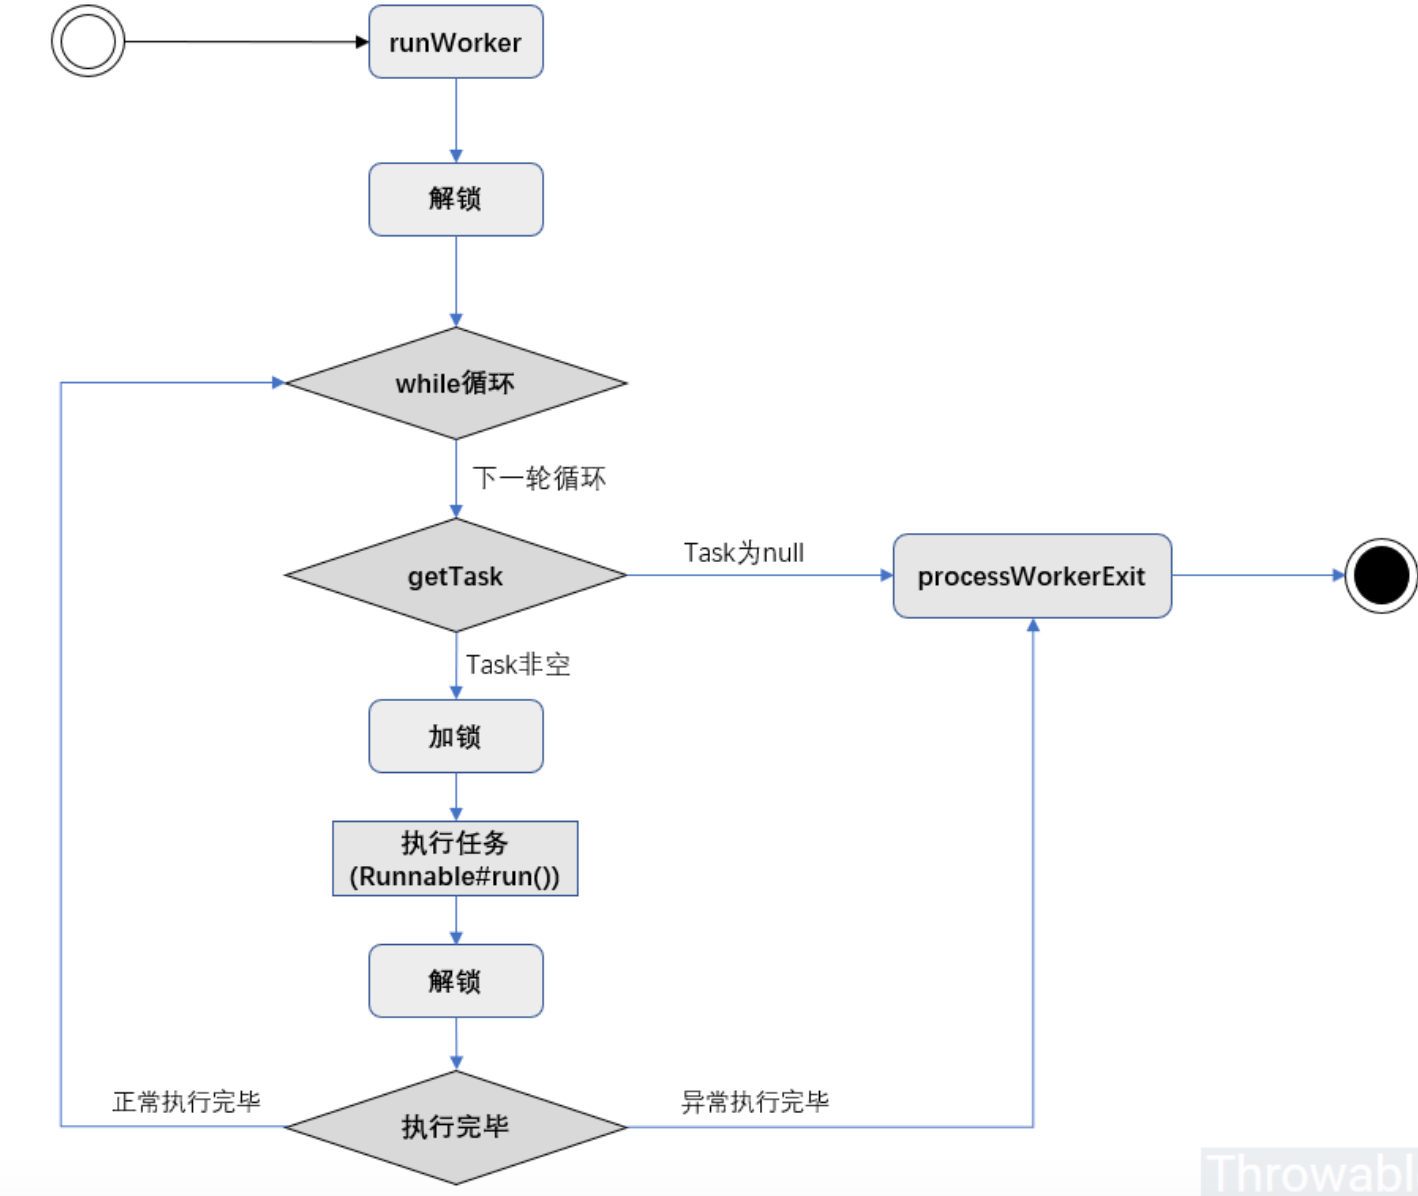 runWorker
解锁
while循环
下一轮循环
getTask
Task为null
processWorkerExit
Task非空
加锁
执行任务
(Runnable#run())
解锁
正常执行完毕
执行完毕
异常执行完毕
Throwabl